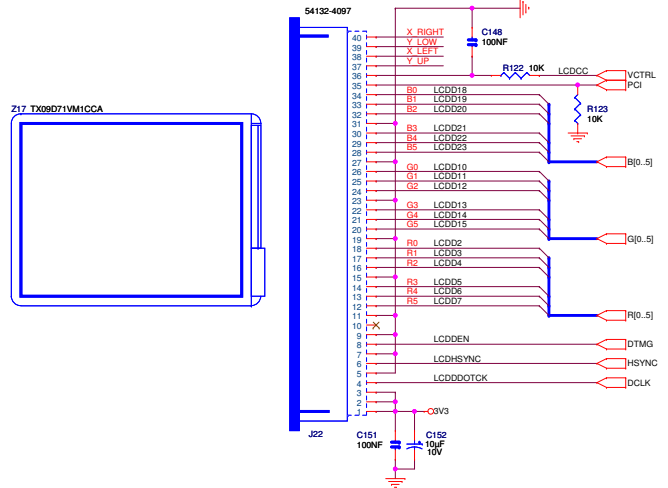 54132-4097
C148
100NF
40 X_RIGHT
39 Y_LOW
38 X_LEFT
37 Y_UP
36 R122 10K LCDCC VCTRL
35 PCI
R123
10K
Z17 TX09D71VM1CCA
34 B0 LCDD18
33 B1 LCDD19
32 B2 LCDD20
31
30 B3 LCDD21
29 B4 LCDD22
28 B5 LCDD23
27 B[0..5]
26 G0 LCDD10
25 G1 LCDD11
24 G2 LCDD12
23
22 G3 LCDD13
21 G4 LCDD14
20 G5 LCDD15
19 G[0..5]
18 R0 LCDD2
17 R1 LCDD3
16 R2 LCDD4
15
14 R3 LCDD5
13 R4 LCDD6
12 R5 LCDD7
11 R[0..5]
10
9
8 LCDDEN DTMG
7
6 LCDHSYNC HSYNC
5
4 LCDDDOTCK DCLK
3
2
1 3V3
J22
C151
100NF
C152
10µF
10V